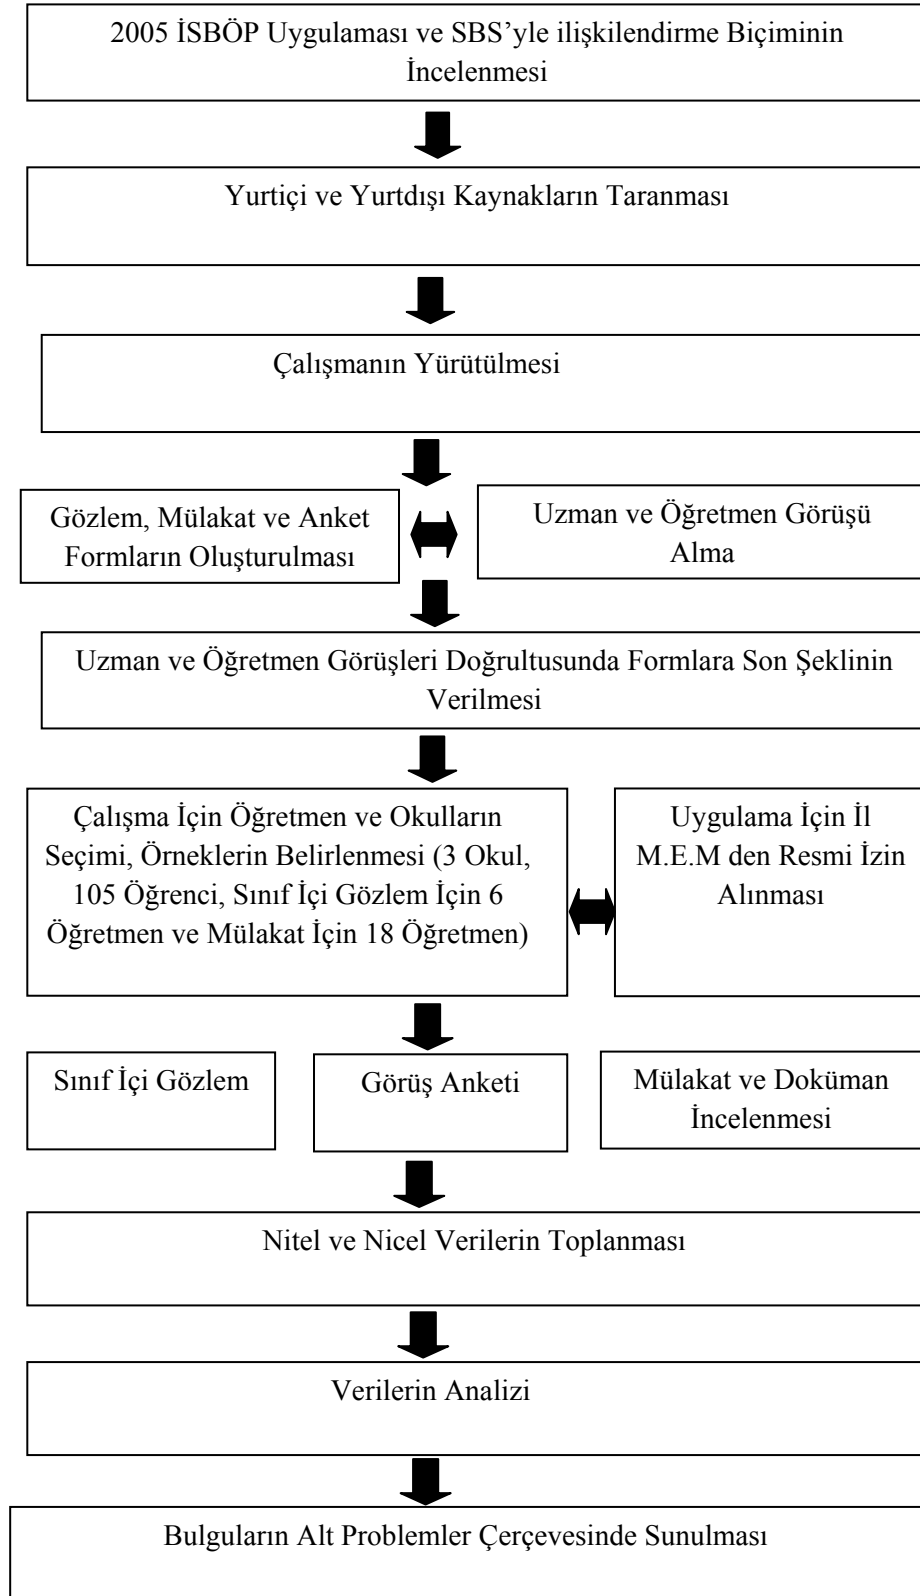 2005 İSBÖP Uygulaması ve SBS’yle ilişkilendirme Biçiminin
İncelenmesi
Yurtiçi ve Yurtdışı Kaynakların Taranması
Çalışmanın Yürütülmesi
Gözlem, Mülakat ve Anket
Formların Oluşturulması
Uzman ve Öğretmen Görüşü
Alma
Uzman ve Öğretmen Görüşleri Doğrultusunda Formlara Son Şeklinin
Verilmesi
Çalışma İçin Öğretmen ve Okulların
Seçimi, Örneklerin Belirlenmesi (3 Okul,
105 Öğrenci, Sınıf İçi Gözlem İçin 6
Öğretmen ve Mülakat İçin 18 Öğretmen)
Uygulama İçin İl
M.E.M den Resmi İzin
Alınması
Sınıf İçi Gözlem
Görüş Anketi
Mülakat ve Doküman
İncelenmesi
Nitel ve Nicel Verilerin Toplanması
Verilerin Analizi
Bulguların Alt Problemler Çerçevesinde Sunulması